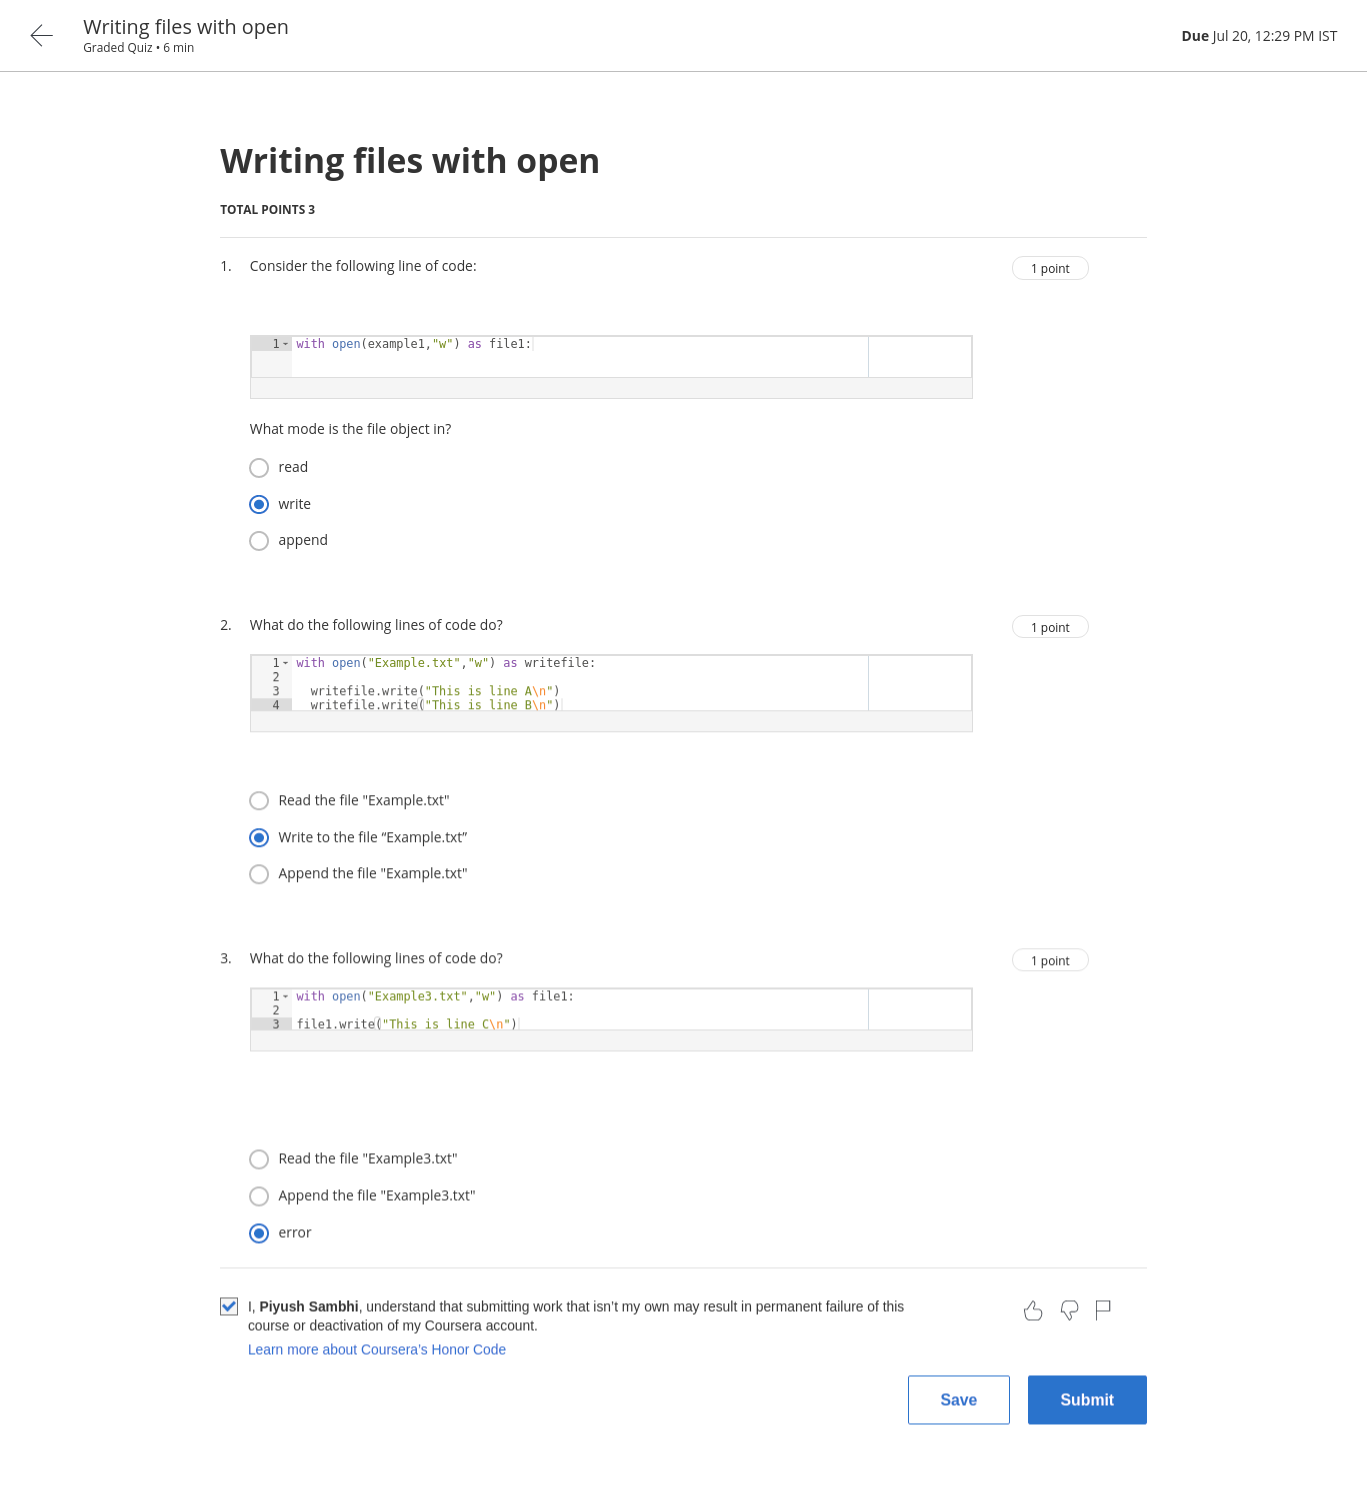 Writing files with open
Graded Quiz • 6 min
Due Jul 20, 12:29 PM IST
Writing files with open
TOTAL POINTS 3
1. Consider the following line of code:
1 point
1 with open(example1,"w") as file1:
What mode is the file object in?
read
write
append
2. What do the following lines of code do?
1 point
1 with open("Example.txt","w") as writefile:
2
3 writefile.write("This is line A\n")
4 writefile.write("This is line B\n")
Read the file "Example.txt"
Write to the file “Example.txt”
Append the file "Example.txt"
3. What do the following lines of code do?
1 point
1 with open("Example3.txt","w") as file1:
2
3 file1.write("This is line C\n")
Read the file "Example3.txt"
Append the file "Example3.txt"
error
I, Piyush Sambhi, understand that submitting work that isn’t my own may result in permanent failure of this
course or deactivation of my Coursera account.
Learn more about Coursera’s Honor Code
Save
Submit